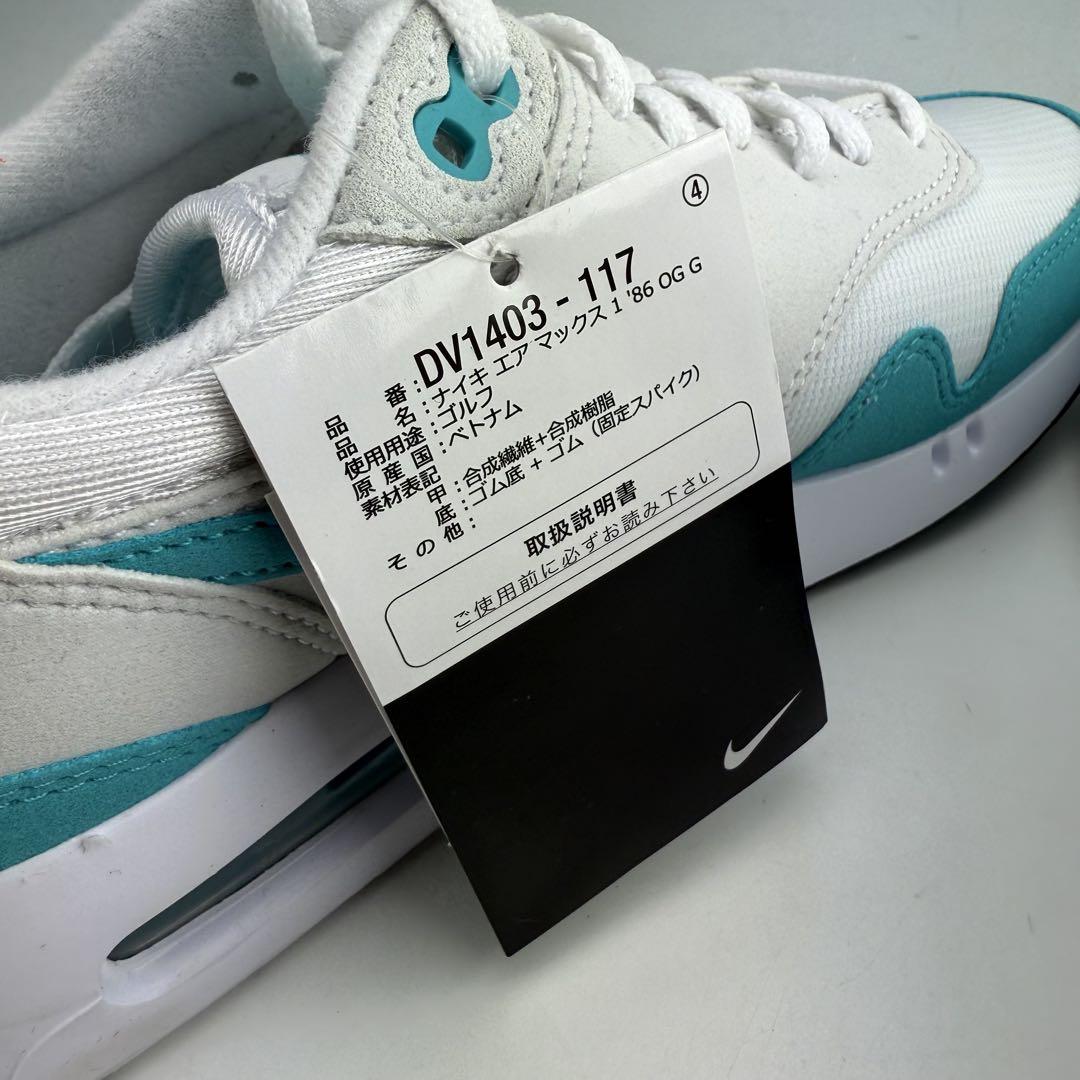 ④
品番：DV1403 - 117
品名：ナイキ エア マックス 1 '86 OG G
使用用途：ゴルフ
原産国：ベトナム
素材表記
甲：合成繊維+合成樹脂
底：ゴム底 + ゴム（固定スパイク）
その他：
取扱説明書
ご使用前に必ずお読み下さい